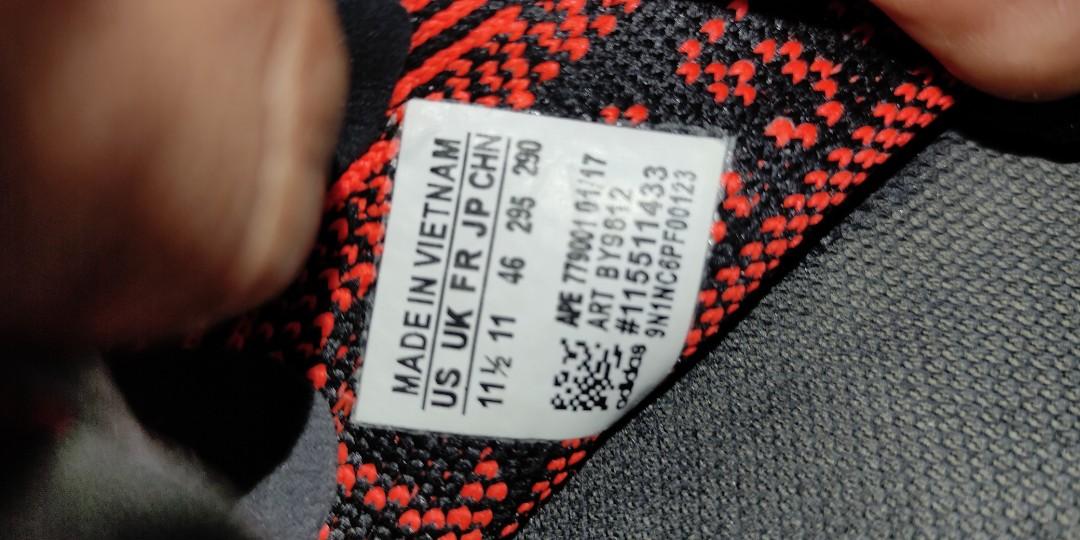 MADE IN VIETNAM
US UK FR JP CHN
11½ 11 46 295 290
APE 779001 01/17
ART BY9612
#115511433
9N1NC6PF00123
adidas